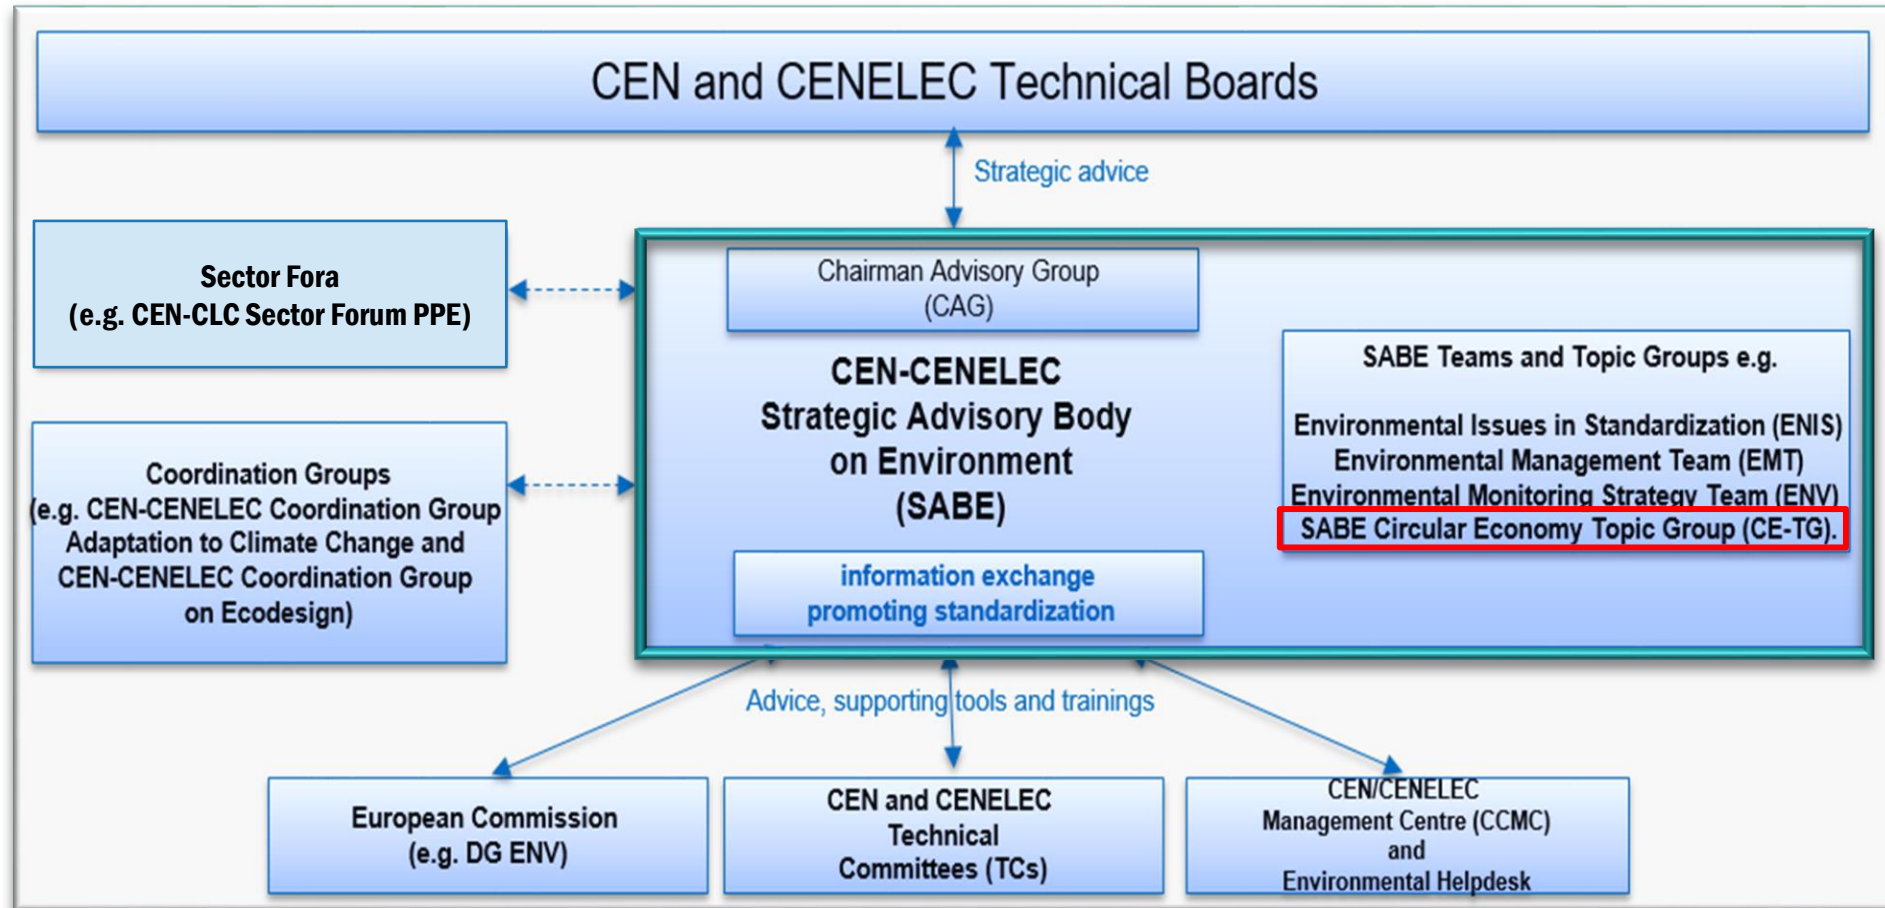 CEN and CENELEC Technical Boards
Strategic advice
Sector Fora
(e.g. CEN-CLC Sector Forum PPE)
Chairman Advisory Group
(CAG)
CEN-CENELEC
Strategic Advisory Body
on Environment
(SABE)
SABE Teams and Topic Groups e.g.
Environmental Issues in Standardization (ENIS)
Environmental Management Team (EMT)
Environmental Monitoring Strategy Team (ENV)
SABE Circular Economy Topic Group (CE-TG).
Coordination Groups
(e.g. CEN-CENELEC Coordination Group
Adaptation to Climate Change and
CEN-CENELEC Coordination Group
on Ecodesign)
information exchange
promoting standardization
Advice, supporting tools and trainings
European Commission
(e.g. DG ENV)
CEN and CENELEC
Technical
Committees (TCs)
CEN/CENELEC
Management Centre (CCMC)
and
Environmental Helpdesk